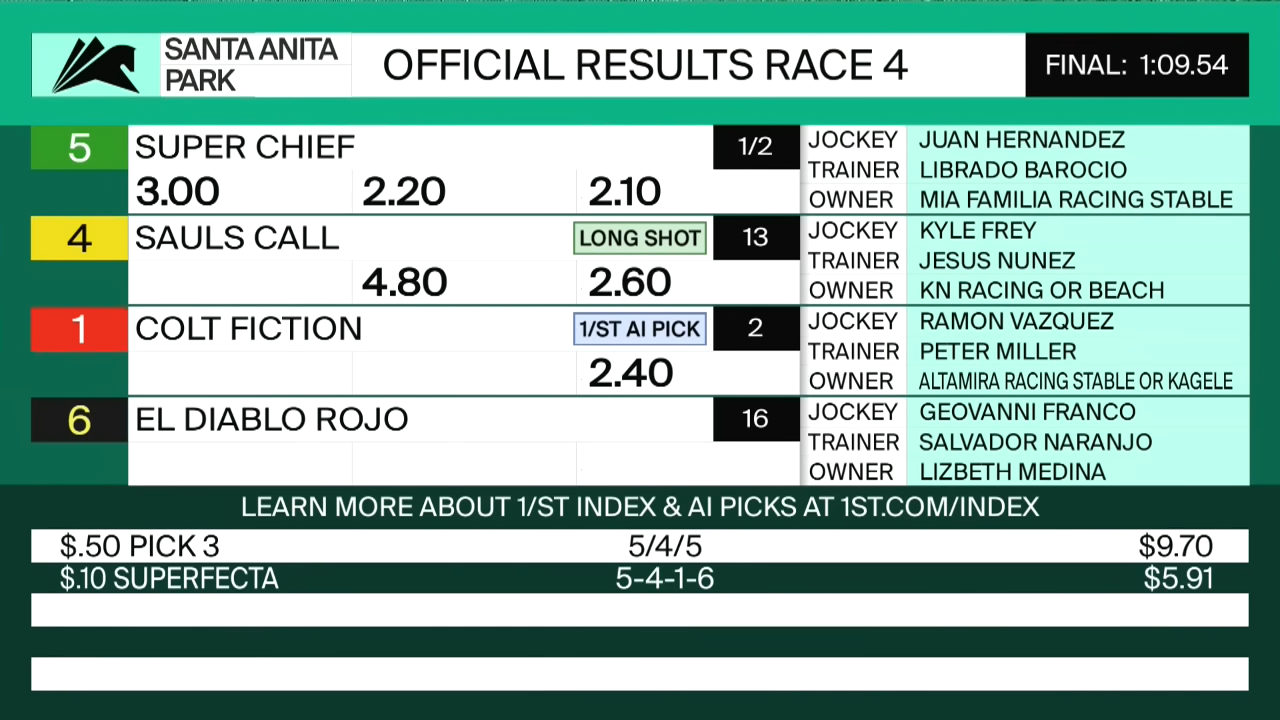 SANTA ANITA PARK
OFFICIAL RESULTS RACE 4
FINAL: 1:09.54
5 SUPER CHIEF 1/2
3.00 2.20 2.10
JOCKEY JUAN HERNANDEZ
TRAINER LIBRADO BAROCIO
OWNER MIA FAMILIA RACING STABLE
4 SAULS CALL LONG SHOT 13
4.80 2.60
JOCKEY KYLE FREY
TRAINER JESUS NUNEZ
OWNER KN RACING OR BEACH
1 COLT FICTION 1/ST AI PICK 2
2.40
JOCKEY RAMON VAZQUEZ
TRAINER PETER MILLER
OWNER ALTAMIRA RACING STABLE OR KAGELE
6 EL DIABLO ROJO 16
JOCKEY GEOVANNI FRANCO
TRAINER SALVADOR NARANJO
OWNER LIZBETH MEDINA
LEARN MORE ABOUT 1/ST INDEX & AI PICKS AT 1ST.COM/INDEX
$.50 PICK 3 5/4/5 $9.70
$.10 SUPERFECTA 5-4-1-6 $5.91